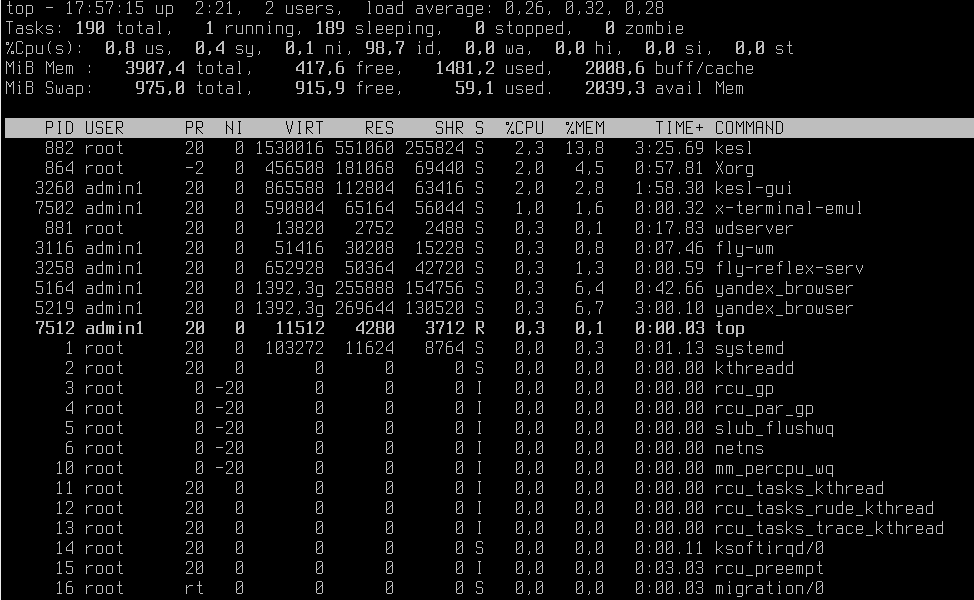 top - 17:57:15 up  2:21,  2 users,  load average: 0,26, 0,32, 0,28
Tasks: 190 total,   1 running, 189 sleeping,   0 stopped,   0 zombie
%Cpu(s):  0,8 us,  0,4 sy,  0,1 ni, 98,7 id,  0,0 wa,  0,0 hi,  0,0 si,  0,0 st
MiB Mem :   3907,4 total,    417,6 free,   1481,2 used,   2008,6 buff/cache
MiB Swap:    975,0 total,    915,9 free,     59,1 used.   2039,3 avail Mem
PID USER      PR  NI    VIRT    RES    SHR S  %CPU  %MEM     TIME+ COMMAND
882 root      20   0 1530016 551060 255824 S   2,3  13,8   3:25.69 kesl
864 root      -2   0  456508 181068  69440 S   2,0   4,5   0:57.81 Xorg
3260 admin1    20   0  865588 112804  63416 S   2,0   2,8   1:58.30 kesl-gui
7502 admin1    20   0  590804  65164  56044 S   1,0   1,6   0:00.32 x-terminal-emul
881 root      20   0   13820   2752   2488 S   0,3   0,1   0:17.83 wdserver
3116 admin1    20   0   51416  30208  15228 S   0,3   0,8   0:07.46 fly-wm
3258 admin1    20   0  652928  50364  42720 S   0,3   1,3   0:00.59 fly-reflex-serv
5164 admin1    20   0 1392,3g 255888 154756 S   0,3   6,4   0:42.66 yandex_browser
5219 admin1    20   0 1392,3g 269644 130520 S   0,3   6,7   3:00.10 yandex_browser
7512 admin1    20   0   11512   4280   3712 R   0,3   0,1   0:00.03 top
1 root      20   0  103272  11624   8764 S   0,0   0,3   0:01.13 systemd
2 root      20   0       0      0      0 S   0,0   0,0   0:00.00 kthreadd
3 root       0 -20       0      0      0 I   0,0   0,0   0:00.00 rcu_gp
4 root       0 -20       0      0      0 I   0,0   0,0   0:00.00 rcu_par_gp
5 root       0 -20       0      0      0 I   0,0   0,0   0:00.00 slub_flushwq
6 root       0 -20       0      0      0 I   0,0   0,0   0:00.00 netns
10 root       0 -20       0      0      0 I   0,0   0,0   0:00.00 mm_percpu_wq
11 root      20   0       0      0      0 I   0,0   0,0   0:00.00 rcu_tasks_kthread
12 root      20   0       0      0      0 I   0,0   0,0   0:00.00 rcu_tasks_rude_kthread
13 root      20   0       0      0      0 I   0,0   0,0   0:00.00 rcu_tasks_trace_kthread
14 root      20   0       0      0      0 S   0,0   0,0   0:00.11 ksoftirqd/0
15 root      20   0       0      0      0 I   0,0   0,0   0:03.03 rcu_preempt
16 root      rt   0       0      0      0 S   0,0   0,0   0:00.03 migration/0